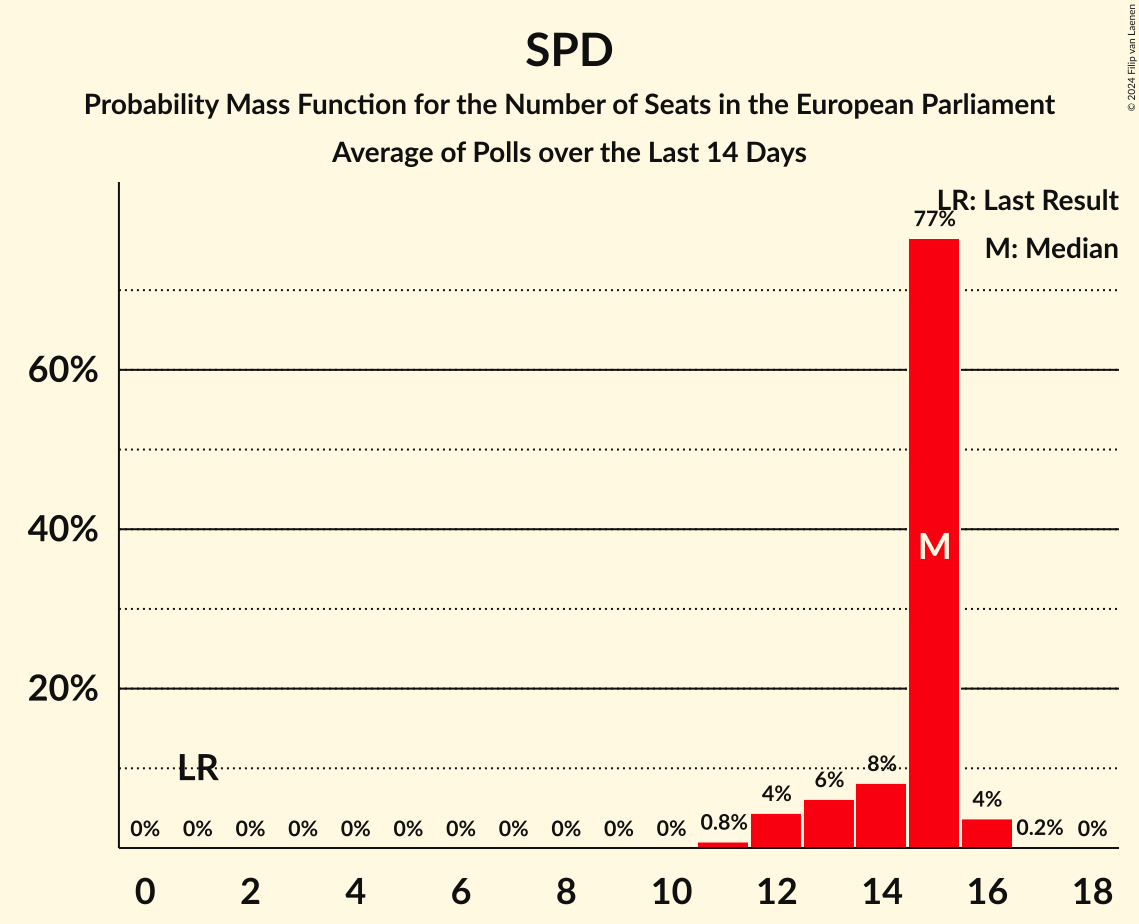 SPD
Probability Mass Function for the Number of Seats in the European Parliament
Average of Polls over the Last 14 Days
© 2024 Filip van Laenen
LR: Last Result
M: Median
77%
60%
40%
20%
M
LR
0% 0% 0% 0% 0% 0% 0% 0% 0% 0% 0% 0.8% 4% 6% 8% 4% 0.2% 0%
0 2 4 6 8 10 12 14 16 18